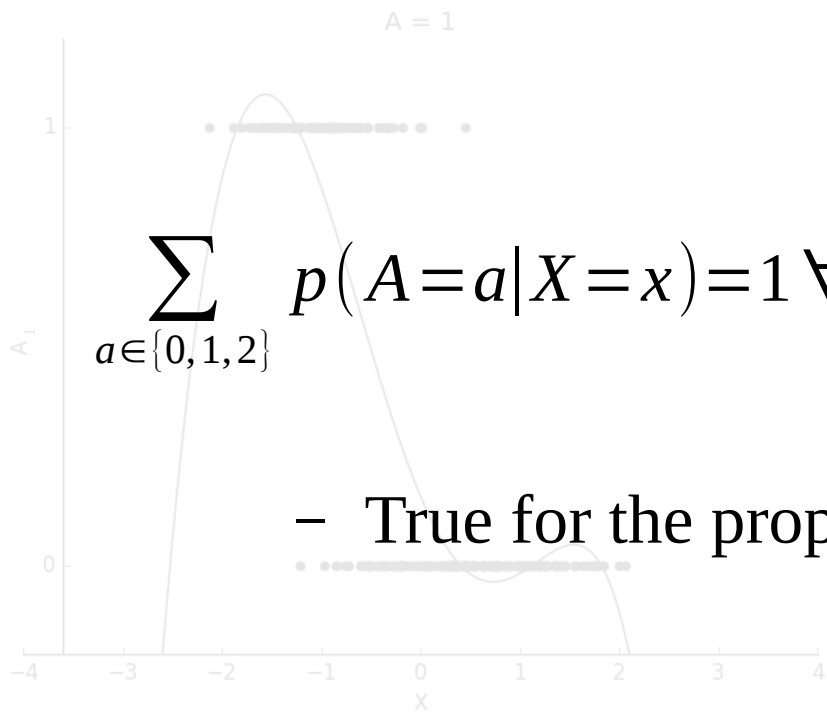 A = 1
1
∑ p(A=a|X=x)=1 ∀
a∈{0,1,2}
A₁
– True for the prop
0
−4 −3 −2 −1 0 1 2 3 4
X